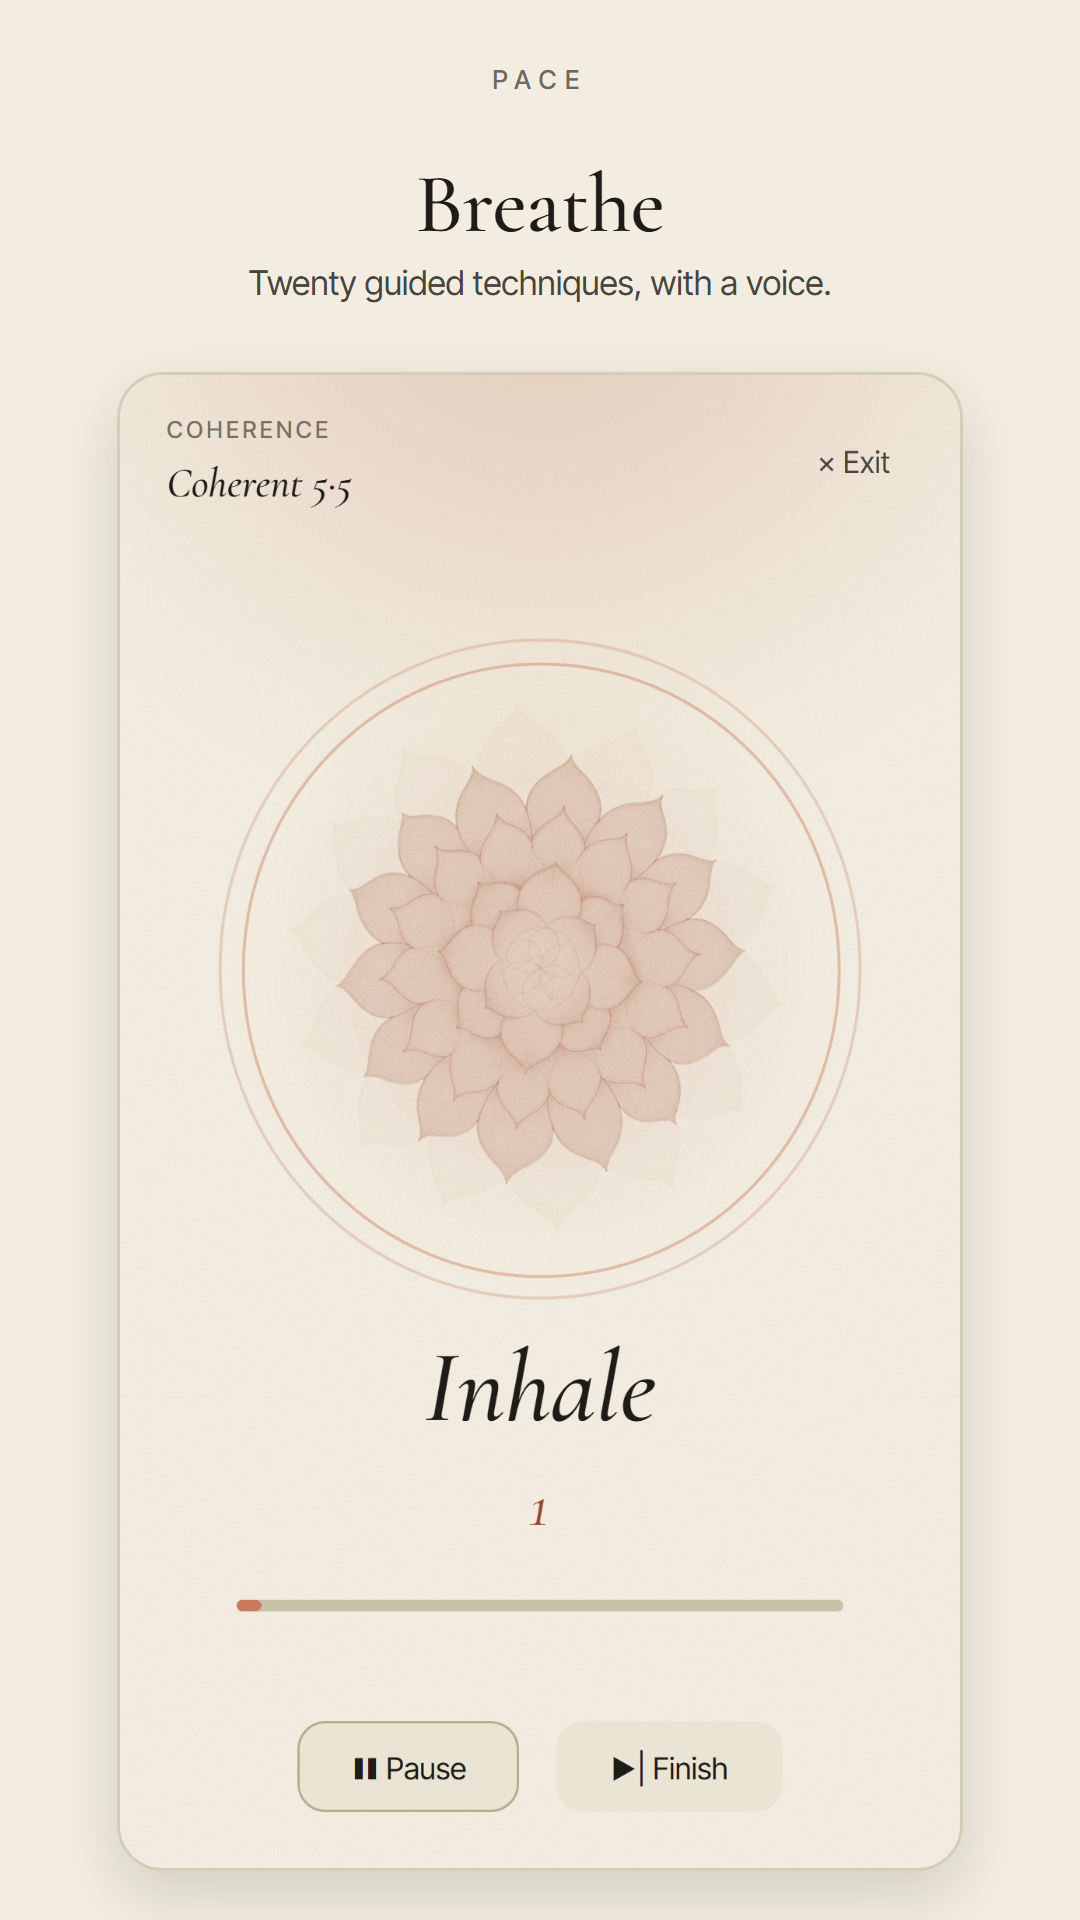 PACE
Breathe
Twenty guided techniques, with a voice.
COHERENCE
Coherent 5·5
× Exit
Inhale
1
Pause
Finish